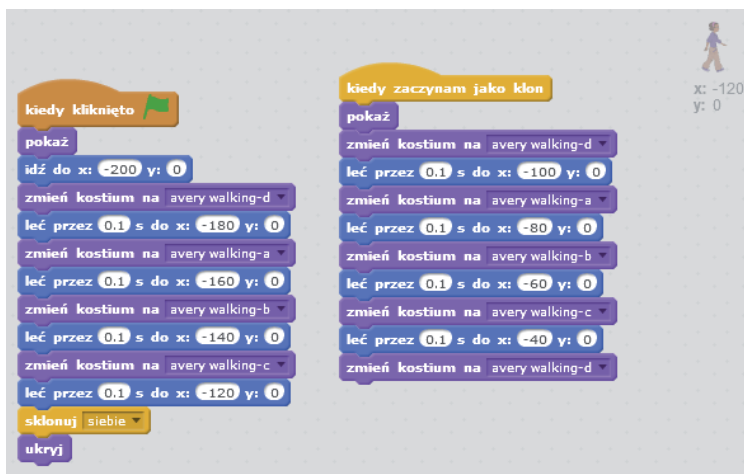 kiedy kliknięto
pokaż
idź do x: -200 y: 0
zmień kostium na avery walking-d
leć przez 0.1 s do x: -180 y: 0
zmień kostium na avery walking-a
leć przez 0.1 s do x: -160 y: 0
zmień kostium na avery walking-b
leć przez 0.1 s do x: -140 y: 0
zmień kostium na avery walking-c
leć przez 0.1 s do x: -120 y: 0
sklonuj siebie
ukryj
kiedy zaczynam jako klon
pokaż
zmień kostium na avery walking-d
leć przez 0.1 s do x: -100 y: 0
zmień kostium na avery walking-a
leć przez 0.1 s do x: -80 y: 0
zmień kostium na avery walking-b
leć przez 0.1 s do x: -60 y: 0
zmień kostium na avery walking-c
leć przez 0.1 s do x: -40 y: 0
zmień kostium na avery walking-d
x: -120
y: 0